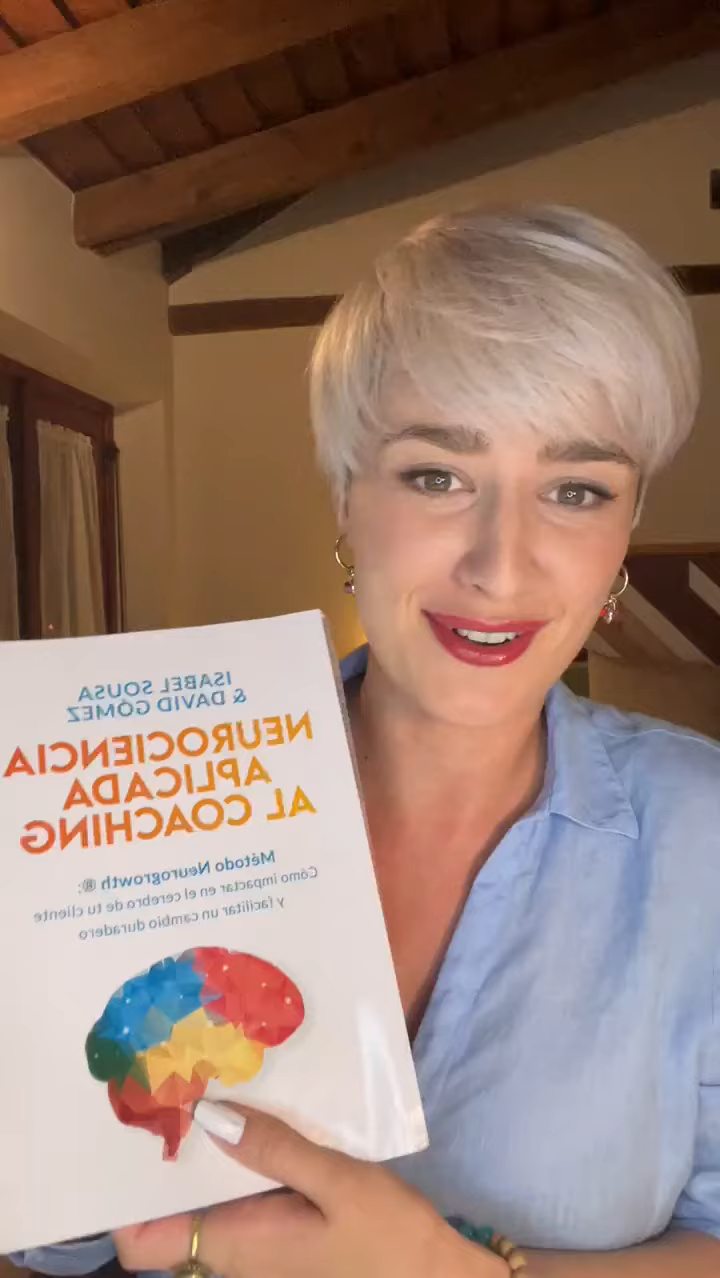 ISABEL SOUSA
& DAVID GÓMEZ
NEUROCIENCIA
APLICADA
AL COACHING
Método Neurogrowth ®:
Cómo impactar en el cerebro de tu cliente
y facilitar un cambio duradero